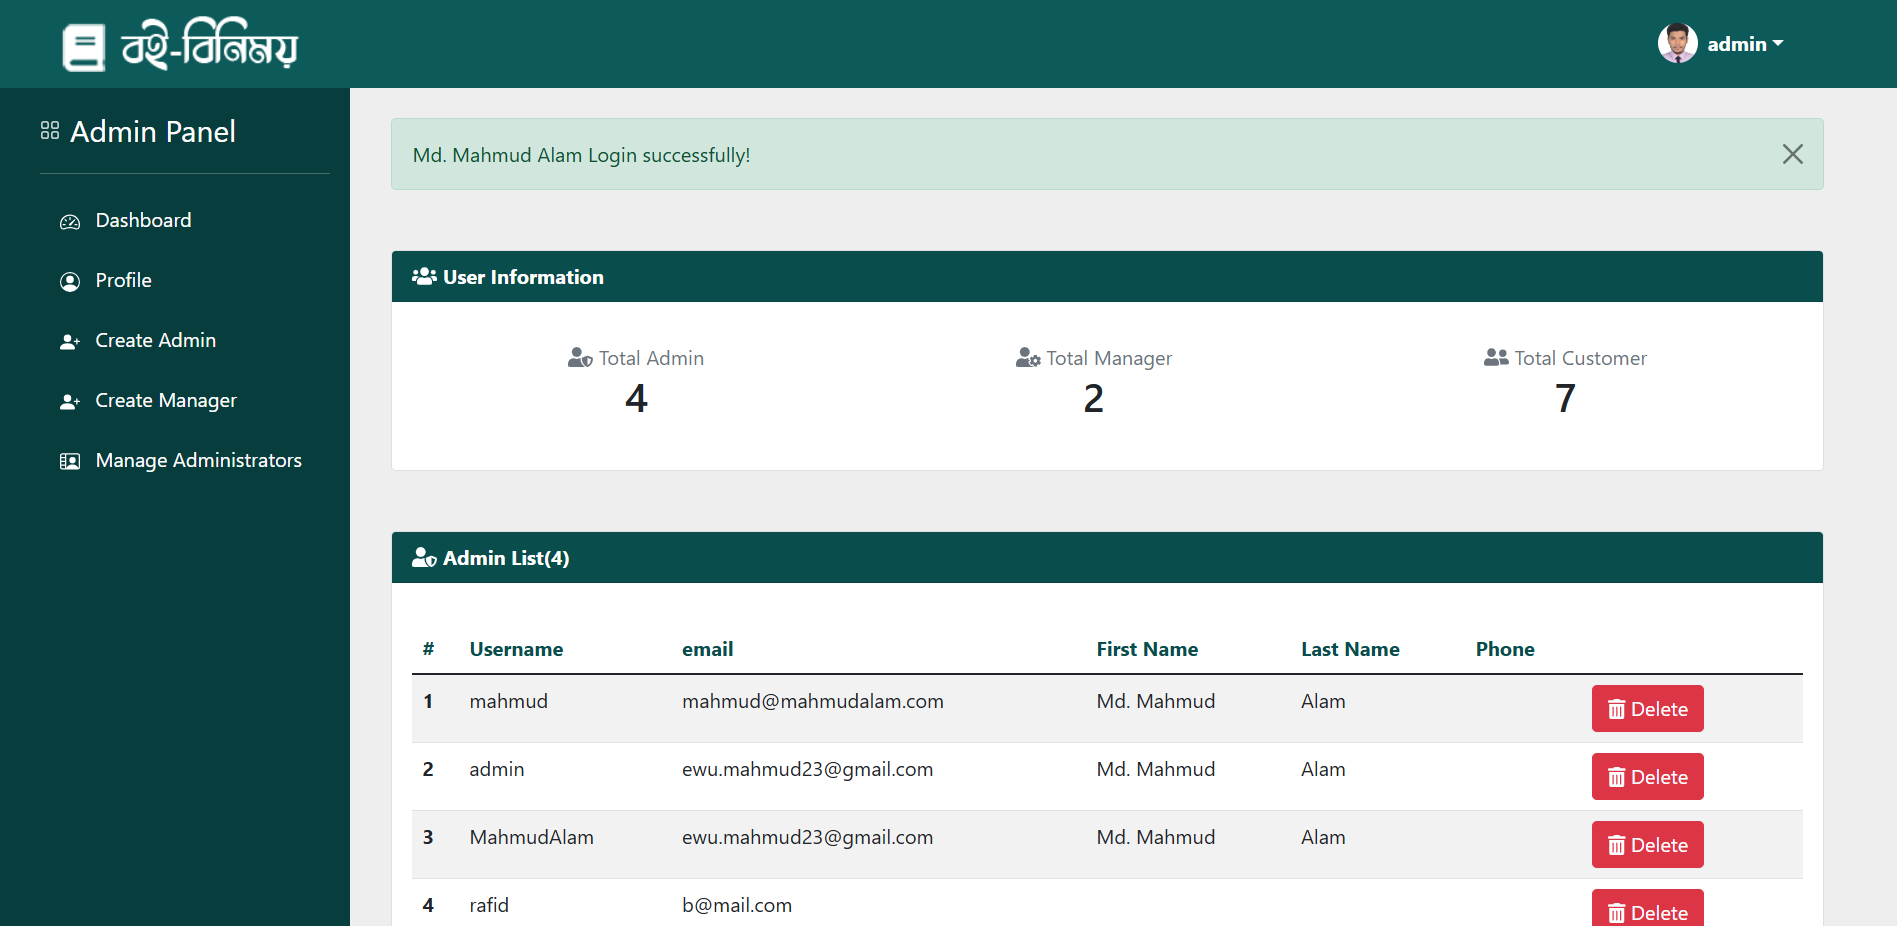 বই-বিনিময়
admin
Admin Panel
Dashboard
Profile
Create Admin
Create Manager
Manage Administrators
Md. Mahmud Alam Login successfully!
User Information
Total Admin Total Manager Total Customer
4 2 7
Admin List(4)
# Username email First Name Last Name Phone
1 mahmud mahmud@mahmudalam.com Md. Mahmud Alam Delete
2 admin ewu.mahmud23@gmail.com Md. Mahmud Alam Delete
3 MahmudAlam ewu.mahmud23@gmail.com Md. Mahmud Alam Delete
4 rafid b@mail.com Delete